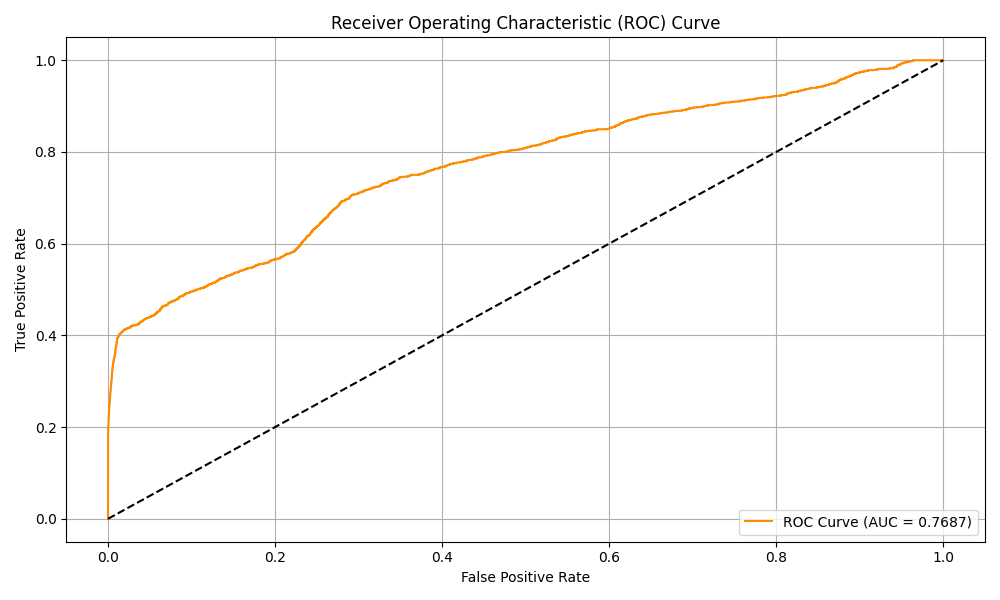 Receiver Operating Characteristic (ROC) Curve
1.0
0.8
0.6
0.4
0.2
0.0
True Positive Rate
0.0 0.2 0.4 0.6 0.8 1.0
False Positive Rate
ROC Curve (AUC = 0.7687)